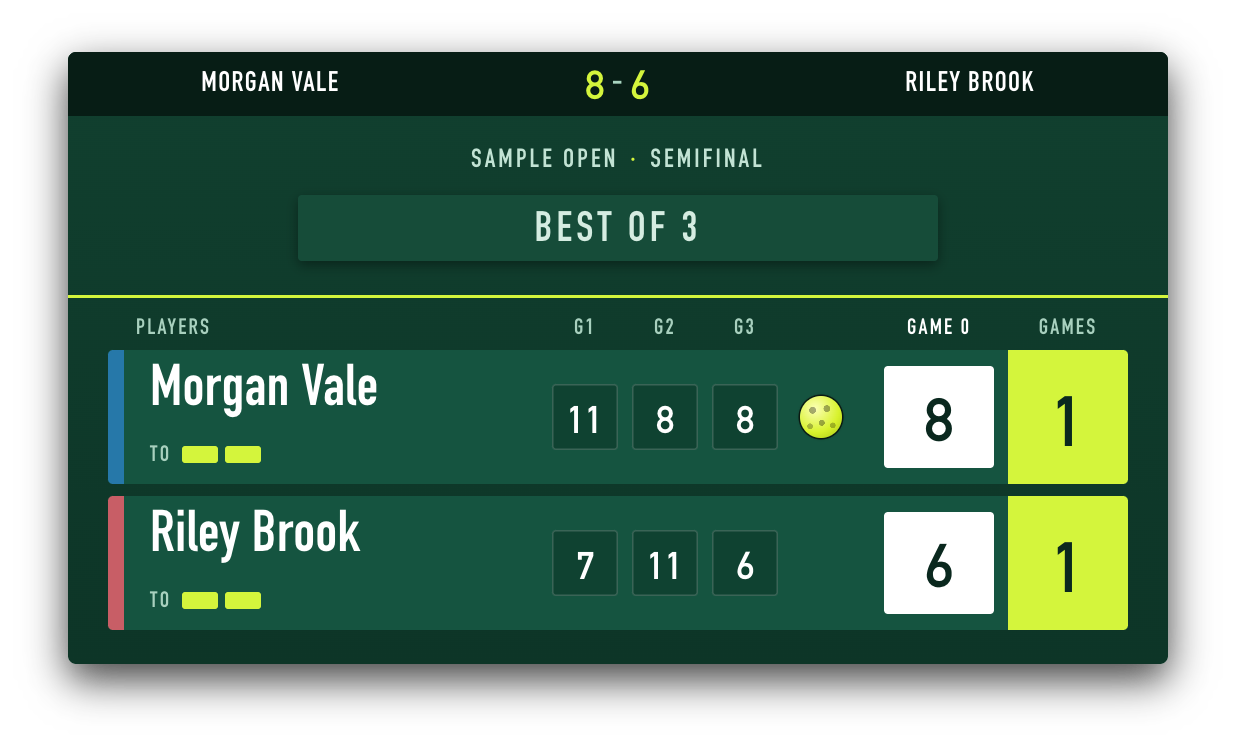 MORGAN VALE 8 - 6 RILEY BROOK
SAMPLE OPEN · SEMIFINAL
BEST OF 3
PLAYERS G1 G2 G3 GAME 0 GAMES
Morgan Vale
11 8 8 8 1
TO
Riley Brook
7 11 6 6 1
TO